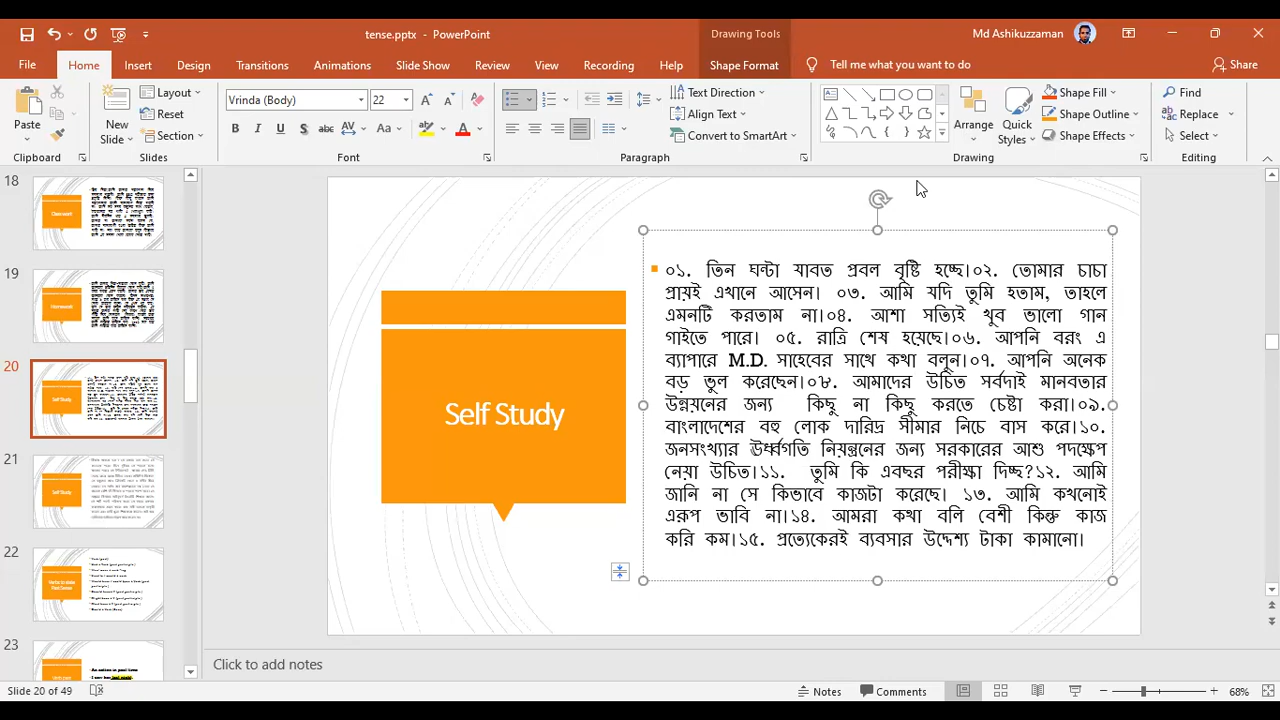 tense.pptx - PowerPoint
Drawing Tools
Md Ashikuzzaman
File Home Insert Design Transitions Animations Slide Show Review View Recording Help Shape Format Tell me what you want to do Share
Paste
Clipboard
New Slide
Layout
Reset
Section
Slides
Vrinda (Body) 22
B I U S abc AV Aa A
Font
Text Direction
Align Text
Convert to SmartArt
Paragraph
Arrange
Quick Styles
Shape Fill
Shape Outline
Shape Effects
Drawing
Find
Replace
Select
Editing
18
19
20
21
22
23
Self Study
০১. তিন ঘন্টা যাবত প্রবল বৃষ্টি হচ্ছে।০২. তোমার চাচা
প্রায়ই এখানে আসেন। ০৩. আমি যদি তুমি হতাম, তাহলে
এমনটি করতাম না।০৪. আশা সত্যিই খুব ভালো গান
গাইতে পারে। ০৫. রাত্রি শেষ হয়েছে।০৬. আপনি বরং এ
ব্যাপারে M.D. সাহেবের সাথে কথা বলুন।০৭. আপনি অনেক
বড় ভুল করেছেন।০৮. আমাদের উচিত সর্বদাই মানবতার
উন্নয়নের জন্য কিছু না কিছু করতে চেষ্টা করা।০৯.
বাংলাদেশের বহু লোক দারিদ্র সীমার নিচে বাস করে।১০.
জনসংখ্যার ঊর্ধ্বগতি নিয়ন্ত্রনের জন্য সরকারের আশু পদক্ষেপ
নেয়া উচিত।১১. তুমি কি এবছর পরীক্ষা দিচ্ছ?১২. আমি
জানি না সে কিভাবে কাজটা করেছে। ১৩. আমি কখনোই
এরুপ ভাবি না।১৪. আমরা কথা বলি বেশী কিন্তু কাজ
করি কম।১৫. প্রত্যেকেরই ব্যবসার উদ্দেশ্য টাকা কামানো।
Click to add notes
Slide 20 of 49
Notes Comments 68%